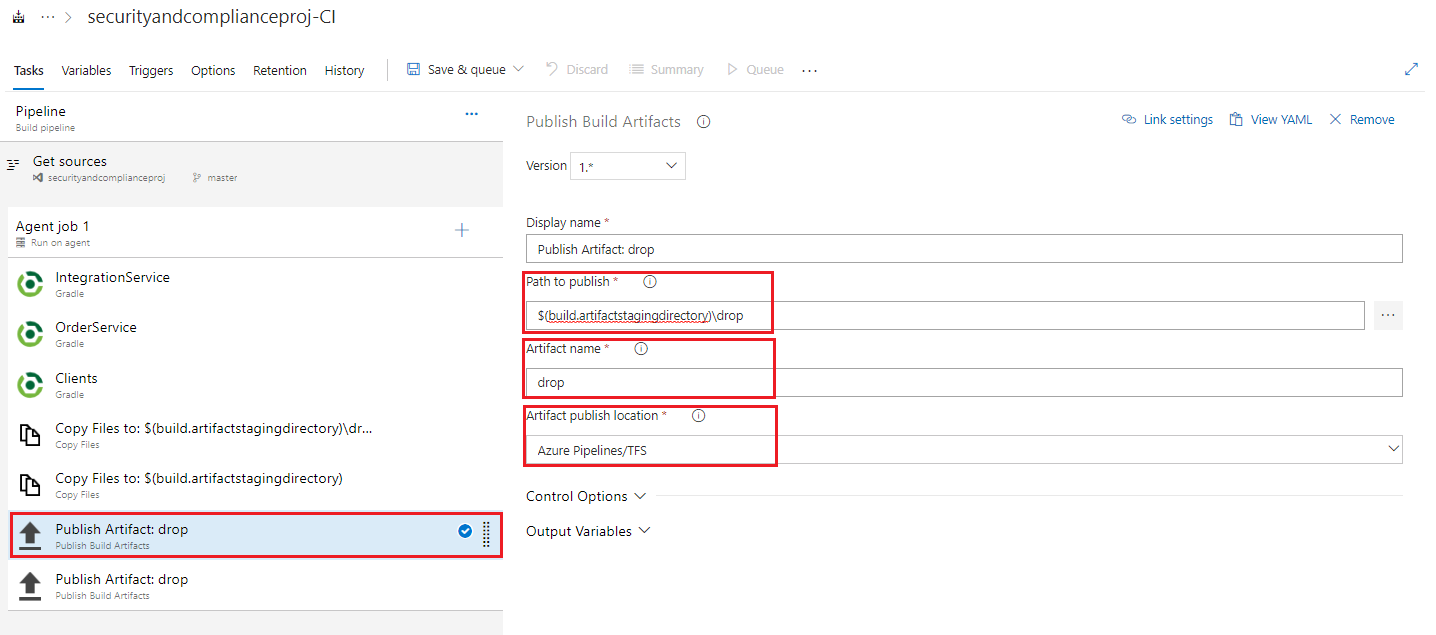 ··· > securityandcomplianceproj-CI
Tasks Variables Triggers Options Retention History Save & queue Discard Summary Queue ···
Pipeline ···
Build pipeline
Get sources
securityandcomplianceproj master
Agent job 1 +
Run on agent
IntegrationService
Gradle
OrderService
Gradle
Clients
Gradle
Copy Files to: $(build.artifactstagingdirectory)\dr...
Copy Files
Copy Files to: $(build.artifactstagingdirectory)
Copy Files
Publish Artifact: drop
Publish Build Artifacts
Publish Artifact: drop
Publish Build Artifacts
Publish Build Artifacts
Link settings View YAML Remove
Version 1.*
Display name *
Publish Artifact: drop
Path to publish *
$(build.artifactstagingdirectory)\drop ···
Artifact name *
drop
Artifact publish location *
Azure Pipelines/TFS
Control Options
Output Variables